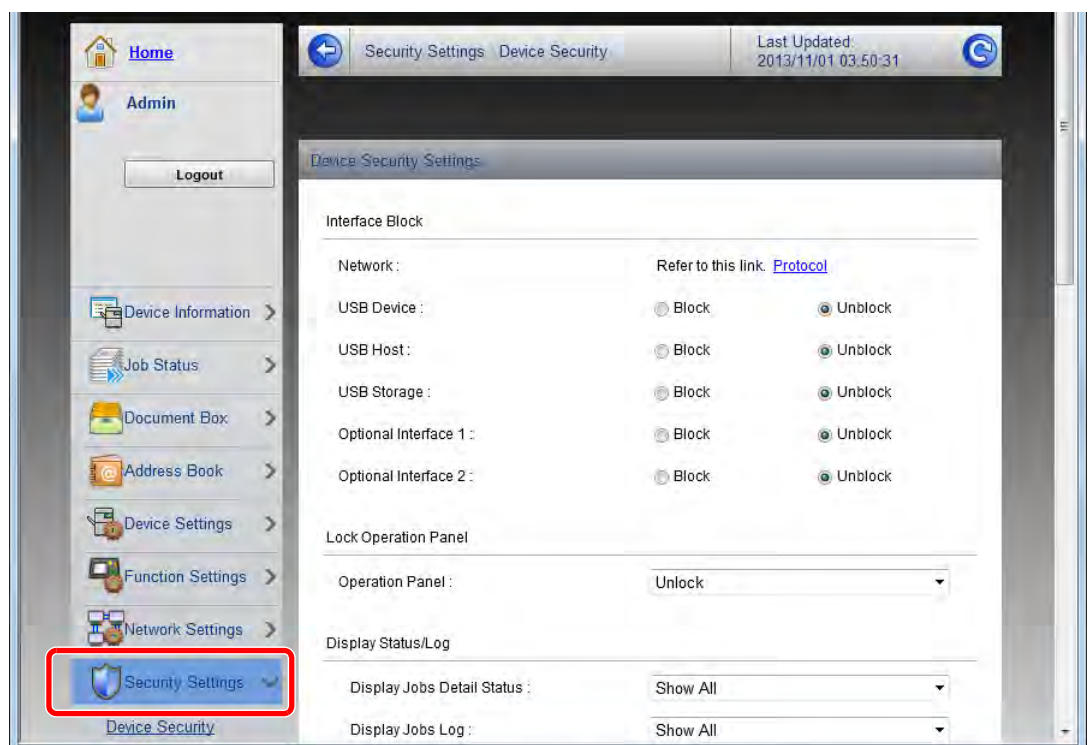 Home
Admin
Logout
Device Information
Job Status
Document Box
Address Book
Device Settings
Function Settings
Network Settings
Security Settings
Device Security
Security Settings Device Security
Last Updated:
2013/11/01 03:50:31
Device Security Settings
Interface Block
Network : Refer to this link. Protocol
USB Device : Block Unblock
USB Host : Block Unblock
USB Storage : Block Unblock
Optional Interface 1 : Block Unblock
Optional Interface 2 : Block Unblock
Lock Operation Panel
Operation Panel : Unlock
Display Status/Log
Display Jobs Detail Status : Show All
Display Jobs Log : Show All